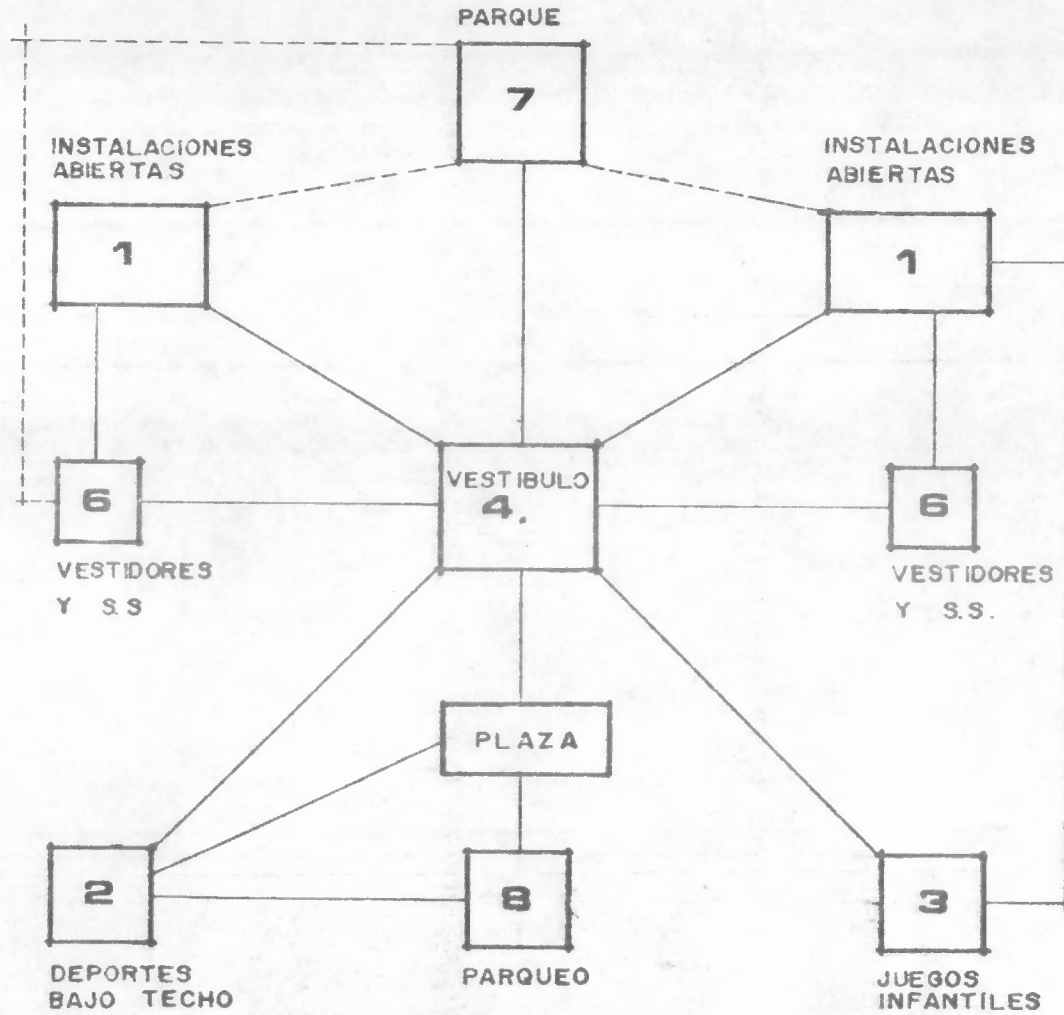 PARQUE
7
INSTALACIONES
ABIERTAS
1
INSTALACIONES
ABIERTAS
1
VESTIBULO
4.
6
VESTIDORES
Y S.S
6
VESTIDORES
Y S.S.
PLAZA
2
DEPORTES
BAJO TECHO
8
PARQUEO
3
JUEGOS
INFANTILES